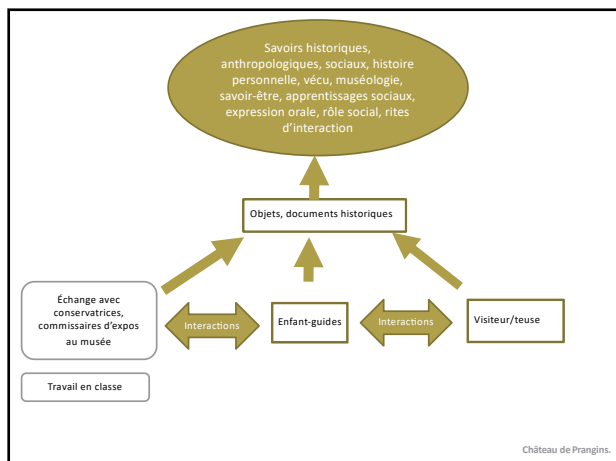 Savoirs historiques,
anthropologiques, sociaux, histoire
personnelle, vécu, muséologie,
savoir-être, apprentissages sociaux,
expression orale, rôle social, rites
d'interaction
Objets, documents historiques
Échange avec
conservatrices,
commissaires d'expos
au musée
Interactions
Enfant-guides
Interactions
Visiteur/teuse
Travail en classe
Château de Prangins.